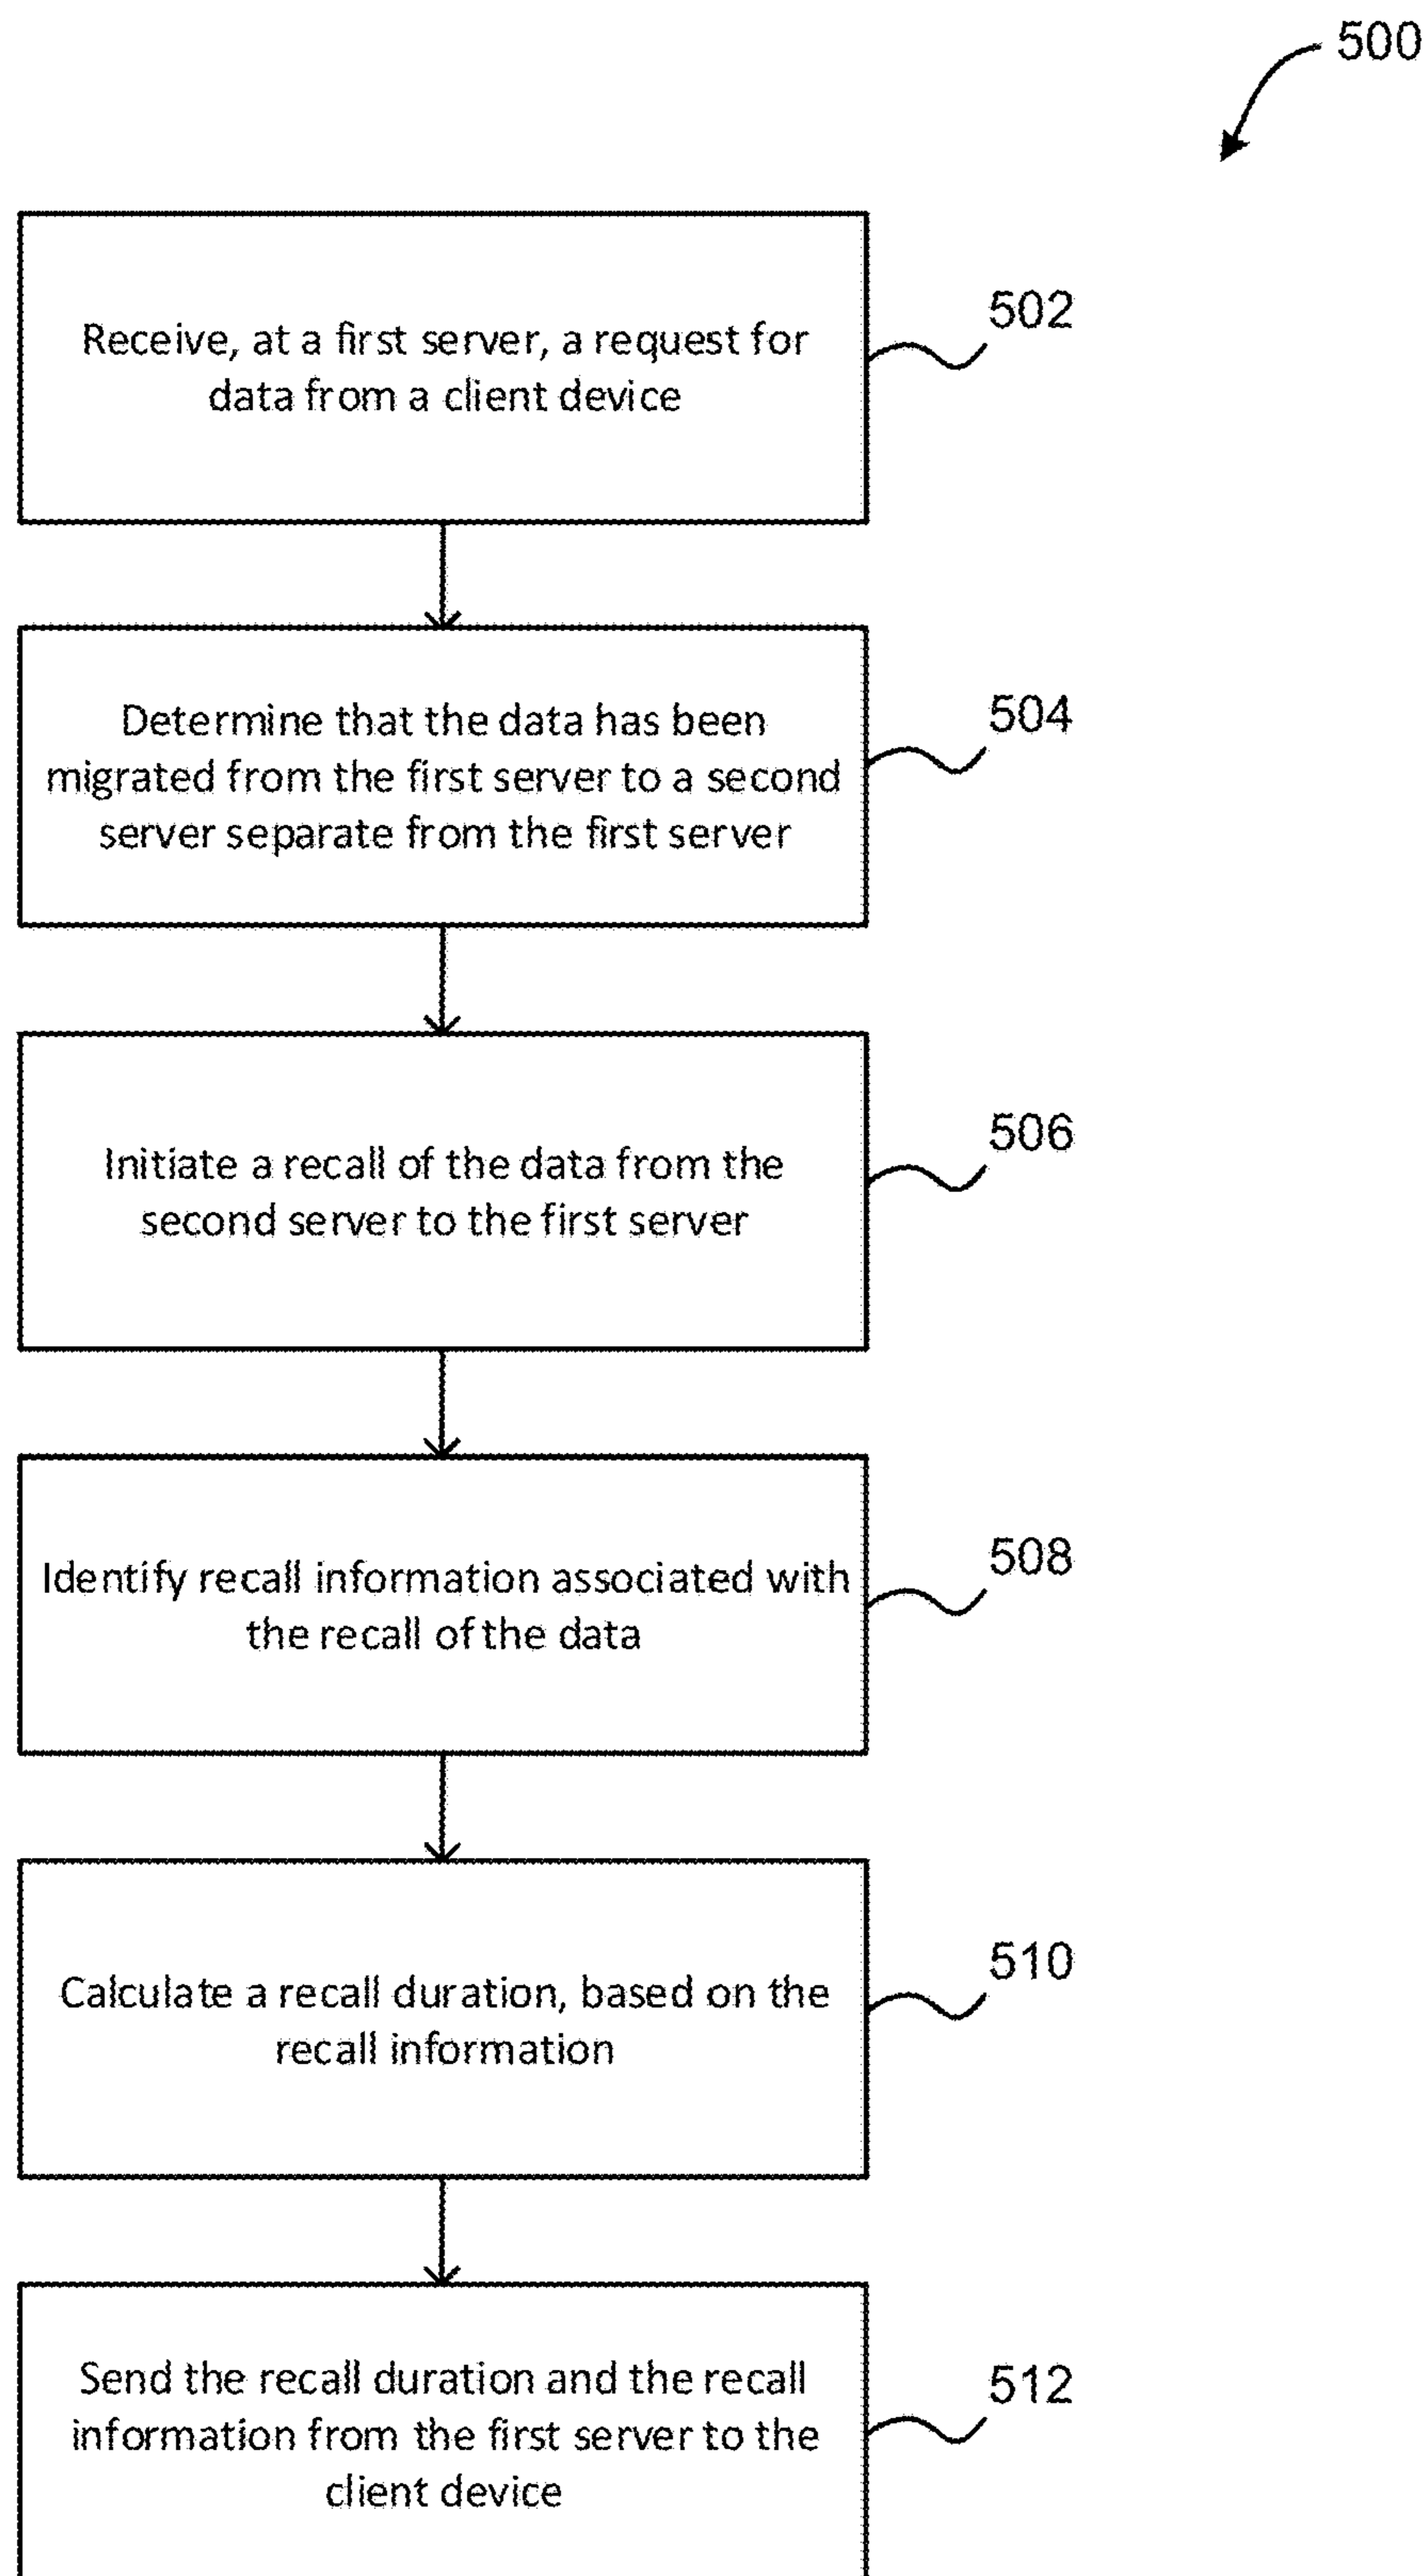 500
Receive, at a first server, a request for
data from a client device
502
Determine that the data has been
migrated from the first server to a second
server separate from the first server
504
Initiate a recall of the data from the
second server to the first server
506
Identify recall information associated with
the recall of the data
508
Calculate a recall duration, based on the
recall information
510
Send the recall duration and the recall
information from the first server to the
client device
512